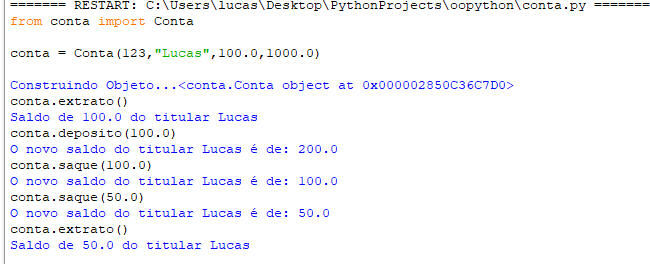 ======= RESTART: C:\Users\lucas\Desktop\PythonProjects\oopython\conta.py =======
from conta import Conta
conta = Conta(123,"Lucas",100.0,1000.0)
Construindo Objeto...<conta.Conta object at 0x000002850C36C7D0>
conta.extrato()
Saldo de 100.0 do titular Lucas
conta.deposito(100.0)
O novo saldo do titular Lucas é de: 200.0
conta.saque(100.0)
O novo saldo do titular Lucas é de: 100.0
conta.saque(50.0)
O novo saldo do titular Lucas é de: 50.0
conta.extrato()
Saldo de 50.0 do titular Lucas